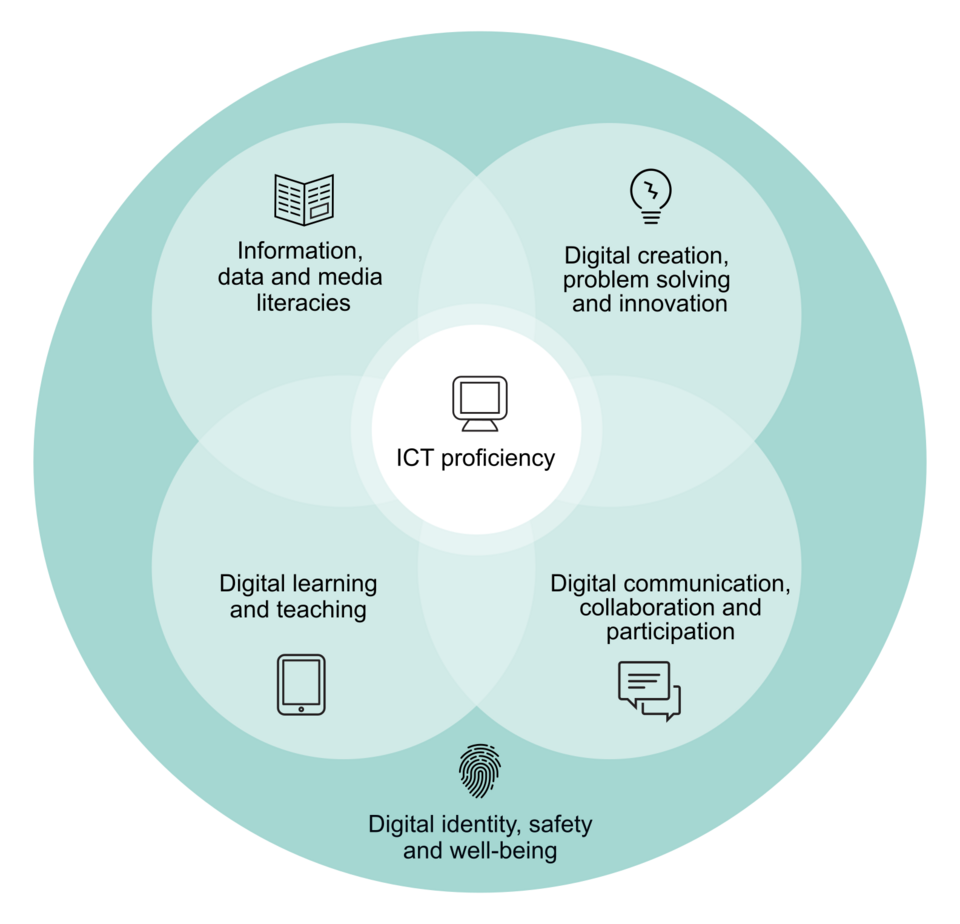 Information,
data and media
literacies
Digital creation,
problem solving
and innovation
ICT proficiency
Digital learning
and teaching
Digital communication,
collaboration and
participation
Digital identity, safety
and well-being